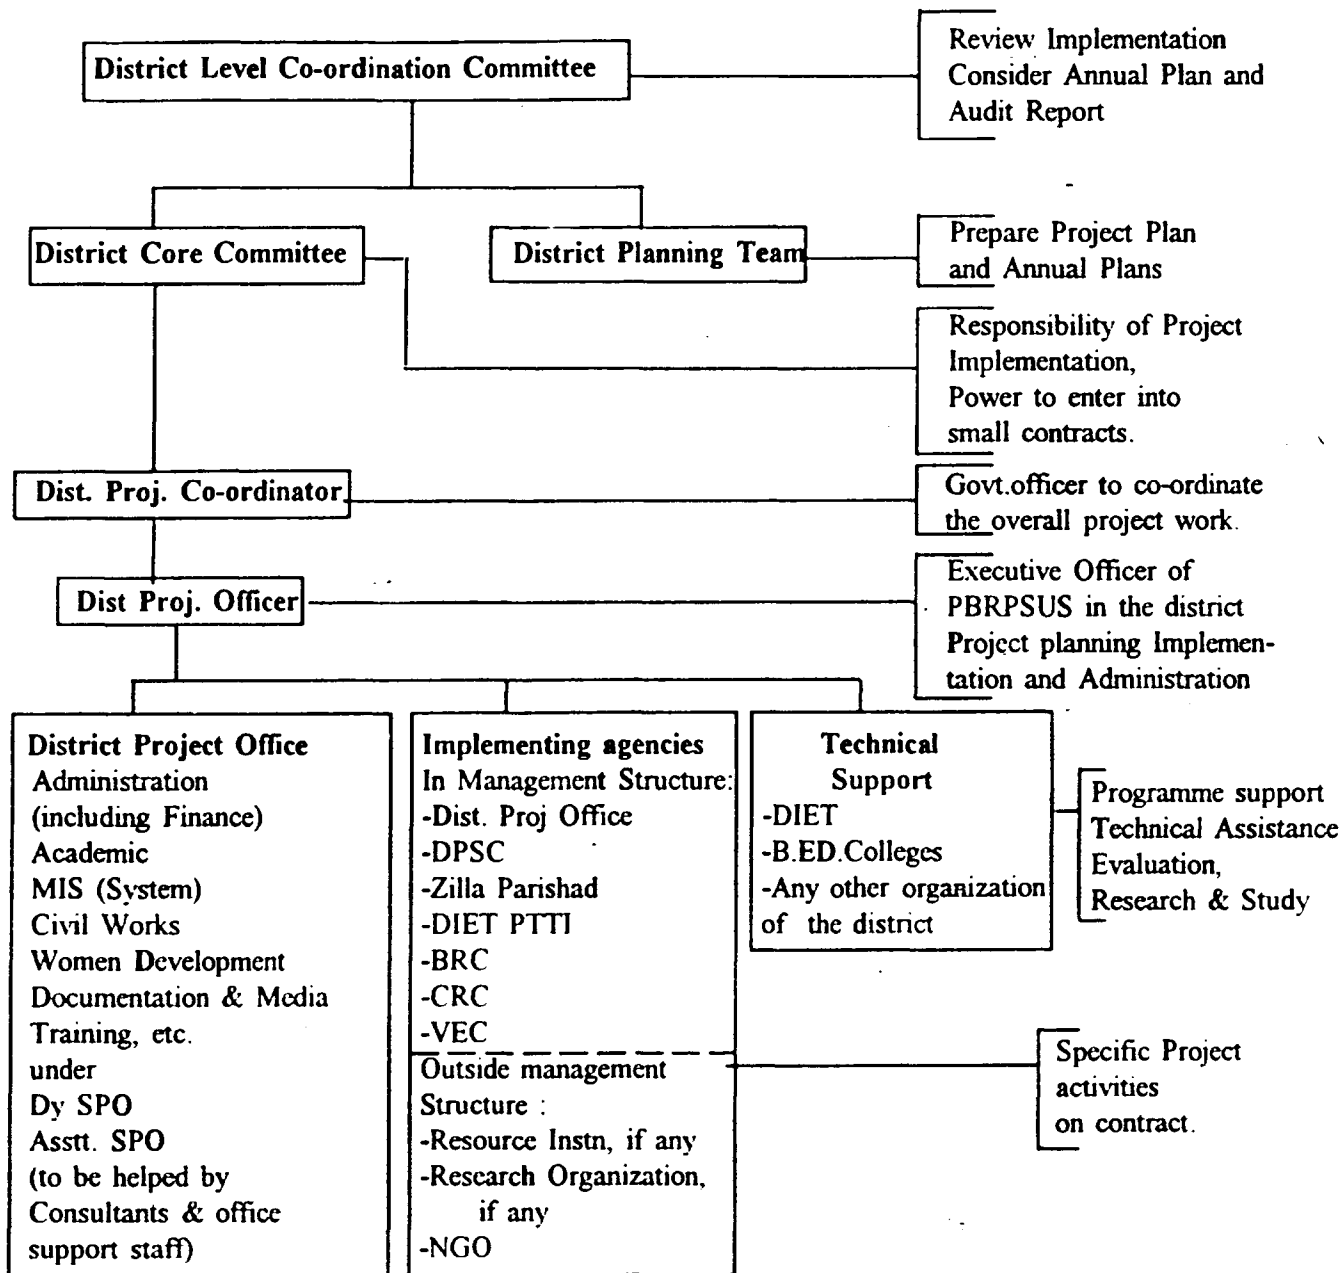 District Level Co-ordination Committee
Review Implementation
Consider Annual Plan and
Audit Report
District Core Committee
District Planning Team
Prepare Project Plan
and Annual Plans
Responsibility of Project
Implementation,
Power to enter into
small contracts.
Dist. Proj. Co-ordinator
Govt.officer to co-ordinate
the overall project work.
Dist Proj. Officer
Executive Officer of
PBRPSUS in the district
Project planning Implemen-
tation and Administration
District Project Office
Administration
(including Finance)
Academic
MIS (System)
Civil Works
Women Development
Documentation & Media
Training, etc.
under
Dy SPO
Asstt. SPO
(to be helped by
Consultants & office
support staff)
Implementing agencies
In Management Structure:
-Dist. Proj Office
-DPSC
-Zilla Parishad
-DIET PTTI
-BRC
-CRC
-VEC
Outside management
Structure :
-Resource Instn, if any
-Research Organization,
if any
-NGO
Technical
Support
-DIET
-B.ED.Colleges
-Any other organization
of the district
Programme support
Technical Assistance
Evaluation,
Research & Study
Specific Project
activities
on contract.